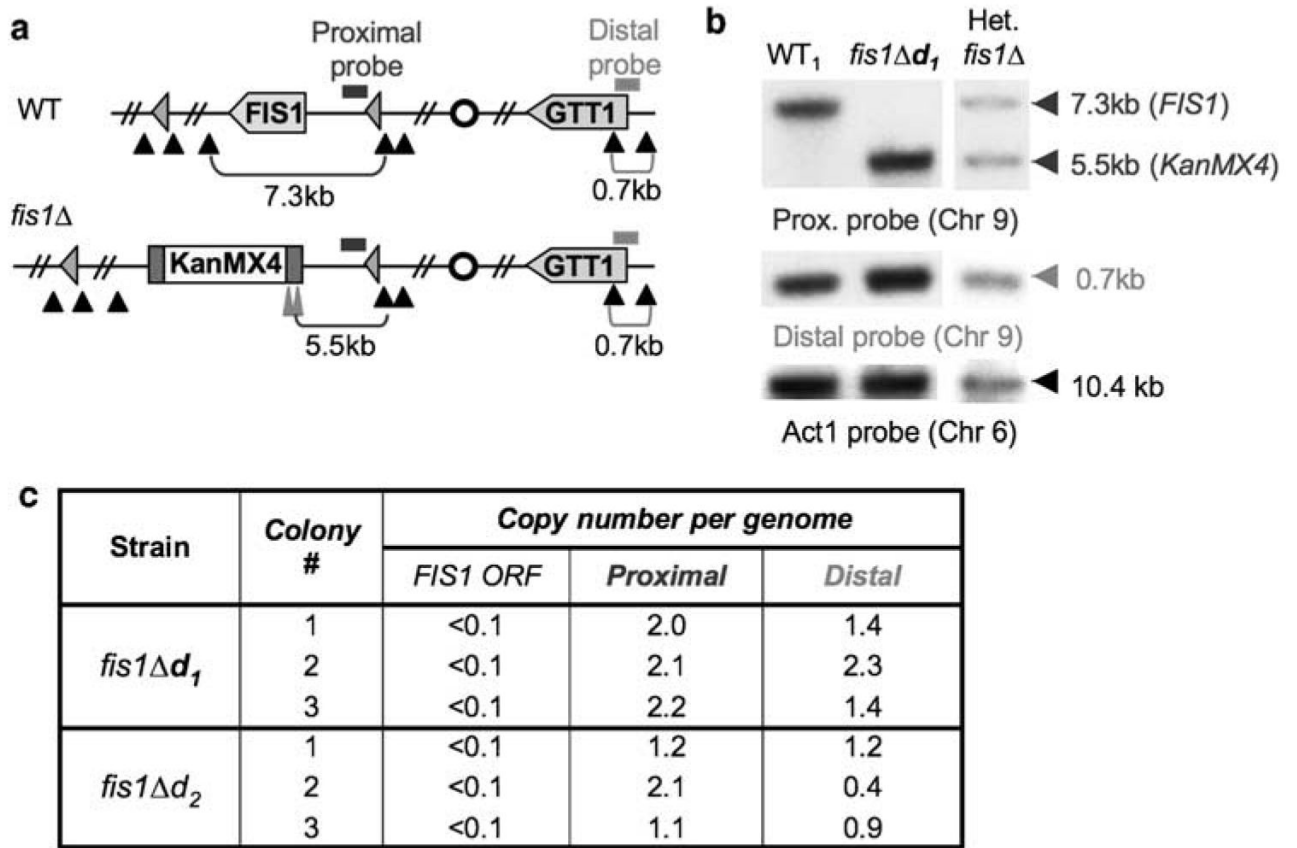 a
Proximal probe
Distal probe
WT
FIS1
GTT1
7.3kb
0.7kb
fis1Δ
KanMX4
GTT1
5.5kb
0.7kb
b
WT₁ fis1Δd₁ Het. fis1Δ
7.3kb (FIS1)
5.5kb (KanMX4)
Prox. probe (Chr 9)
0.7kb
Distal probe (Chr 9)
10.4 kb
Act1 probe (Chr 6)
c
Strain Colony # Copy number per genome
FIS1 ORF Proximal Distal
fis1Δd₁
1 <0.1 2.0 1.4
2 <0.1 2.1 2.3
3 <0.1 2.2 1.4
fis1Δd₂
1 <0.1 1.2 1.2
2 <0.1 2.1 0.4
3 <0.1 1.1 0.9